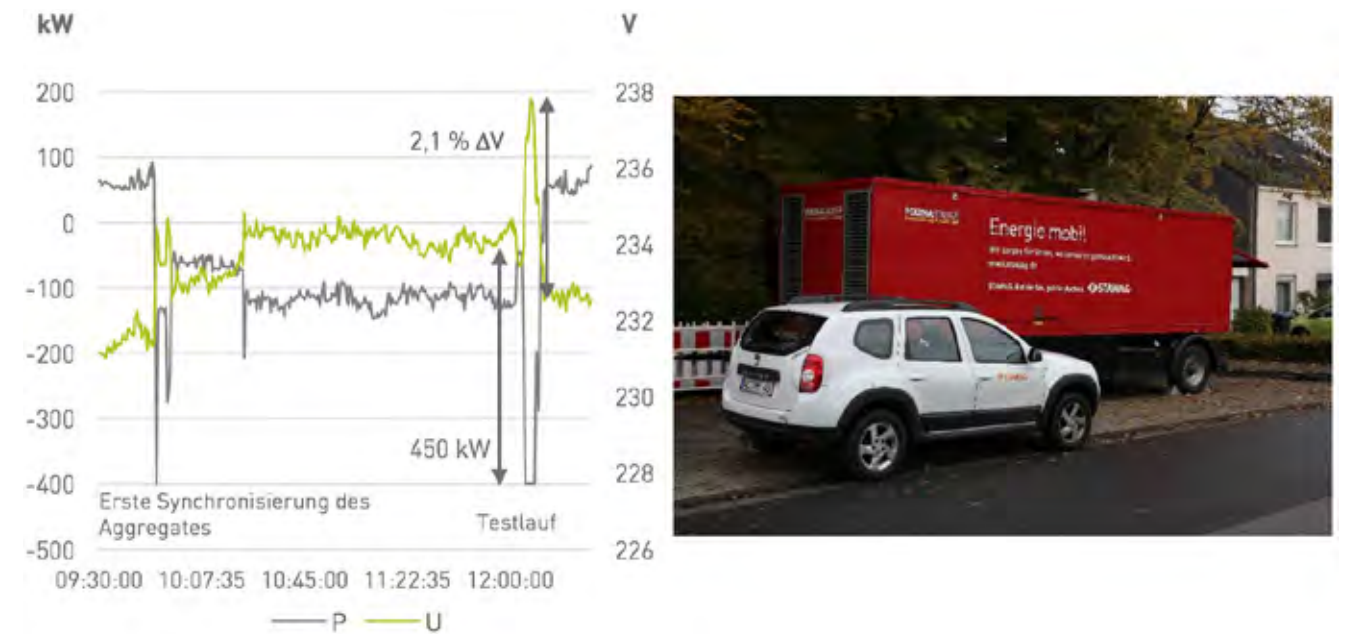 kW
V
200
100
0
-100
-200
-300
-400
-500
238
236
234
232
230
228
226
2,1 % ΔV
450 kW
Erste Synchronisierung des
Aggregates
Testlauf
09:30:00 10:07:35 10:45:00 11:22:35 12:00:00
P U
Energie mobil
STAWAG